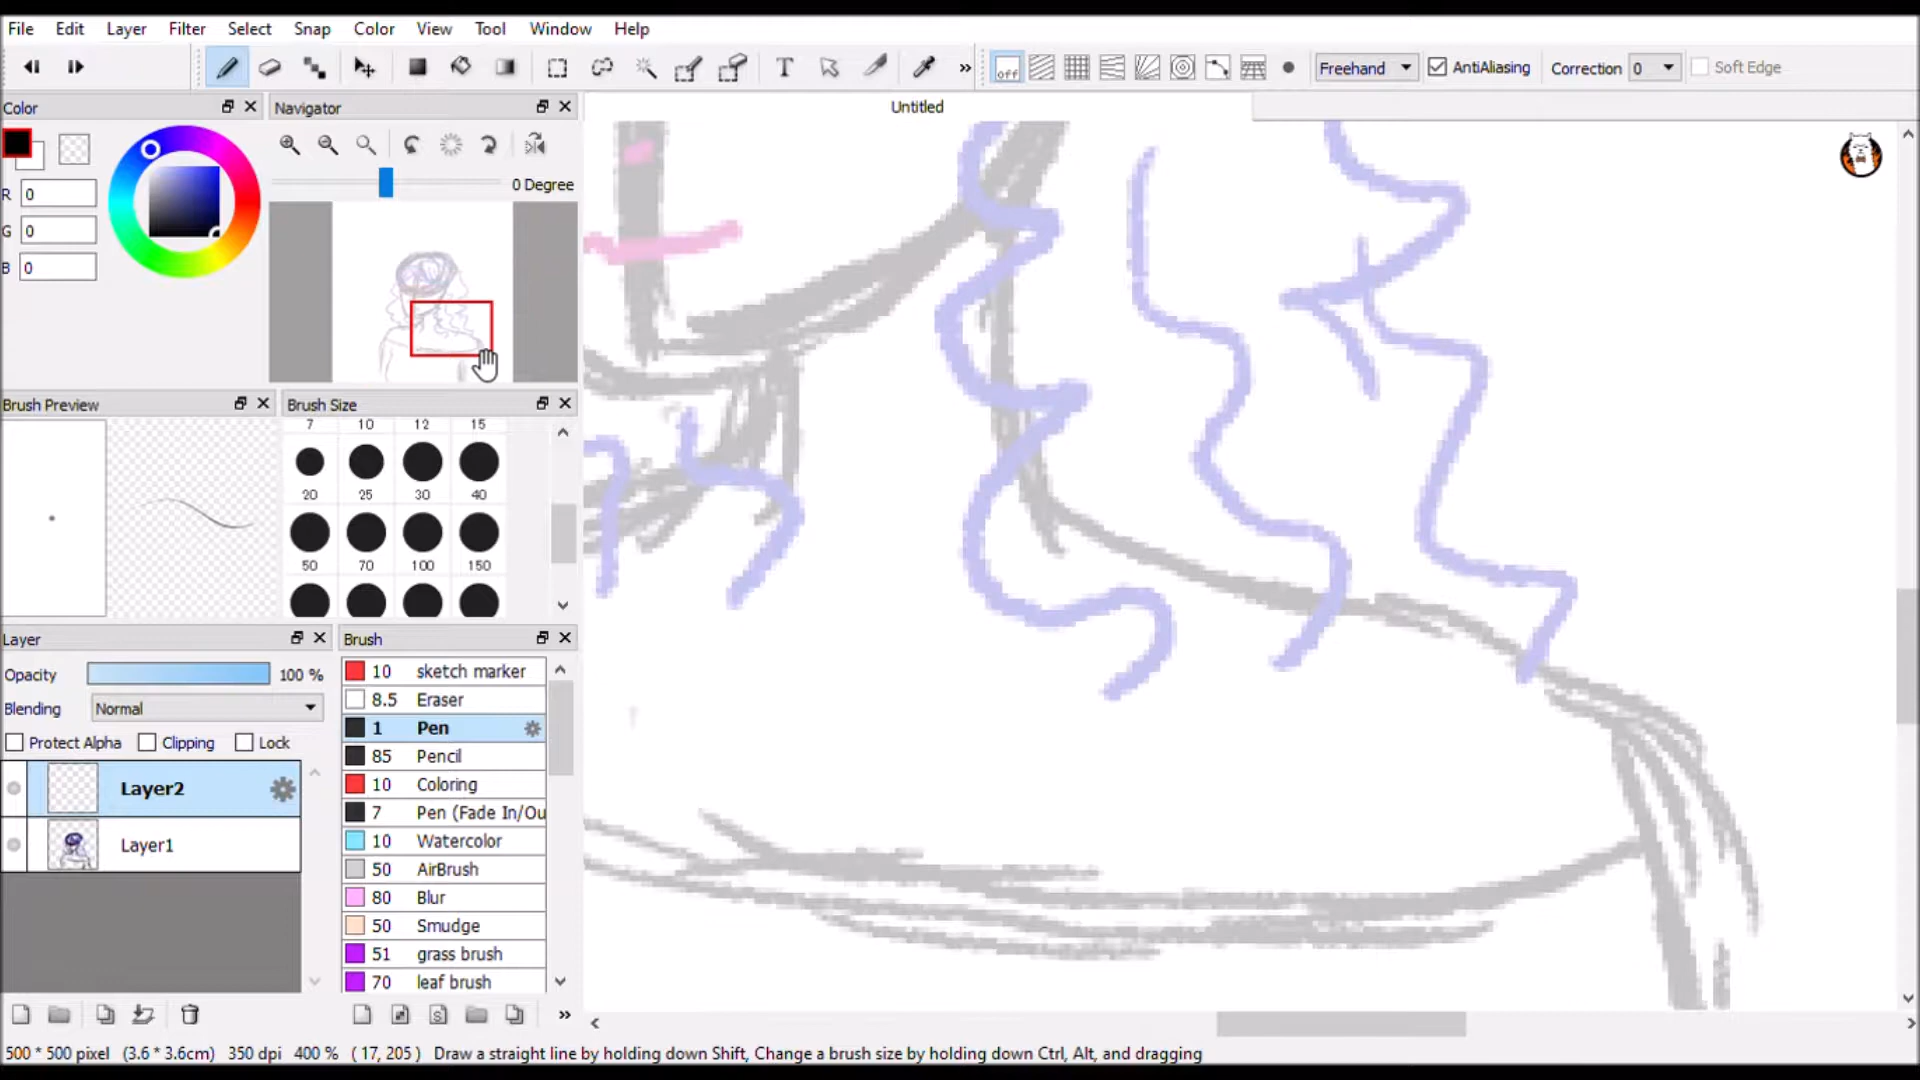 File Edit Layer Filter Select Snap Color View Tool Window Help
T off Freehand AntiAliasing Correction 0 Soft Edge
Color Navigator Untitled
0 Degree
R 0
G 0
B 0
Brush Preview Brush Size
7 10 12 15
20 25 30 40
50 70 100 150
Layer Brush
Opacity 100 %
Blending Normal
Protect Alpha Clipping Lock
Layer2
Layer1
10 sketch marker
8.5 Eraser
1 Pen
85 Pencil
10 Coloring
7 Pen (Fade In/Ou
10 Watercolor
50 AirBrush
80 Blur
50 Smudge
51 grass brush
70 leaf brush
500 * 500 pixel (3.6 * 3.6cm) 350 dpi 400 % ( 17, 205 ) Draw a straight line by holding down Shift, Change a brush size by holding down Ctrl, Alt, and dragging